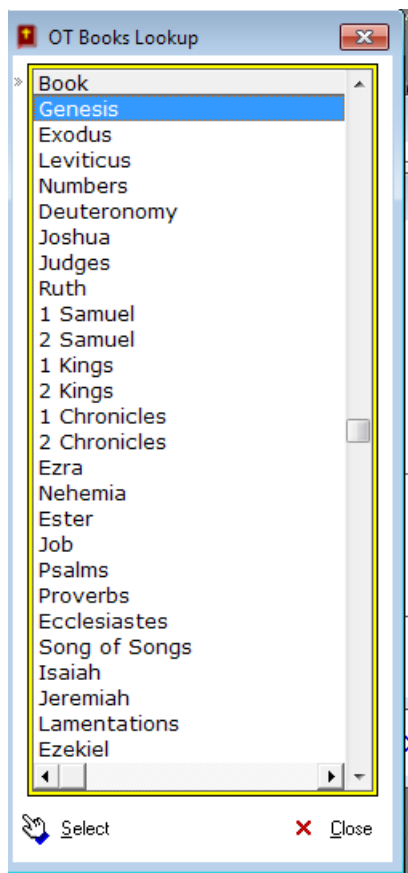 OT Books Lookup
Book
Genesis
Exodus
Leviticus
Numbers
Deuteronomy
Joshua
Judges
Ruth
1 Samuel
2 Samuel
1 Kings
2 Kings
1 Chronicles
2 Chronicles
Ezra
Nehemia
Ester
Job
Psalms
Proverbs
Ecclesiastes
Song of Songs
Isaiah
Jeremiah
Lamentations
Ezekiel
Select
Close